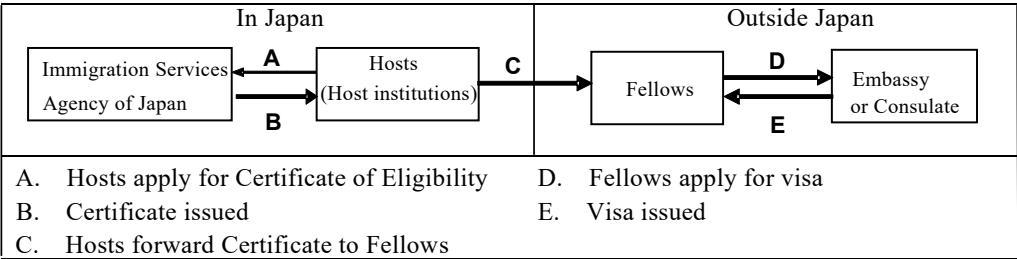 In Japan
Outside Japan
Immigration Services
Agency of Japan
A
B
Hosts
(Host institutions)
C
Fellows
D
E
Embassy
or Consulate
A. Hosts apply for Certificate of Eligibility
B. Certificate issued
C. Hosts forward Certificate to Fellows
D. Fellows apply for visa
E. Visa issued